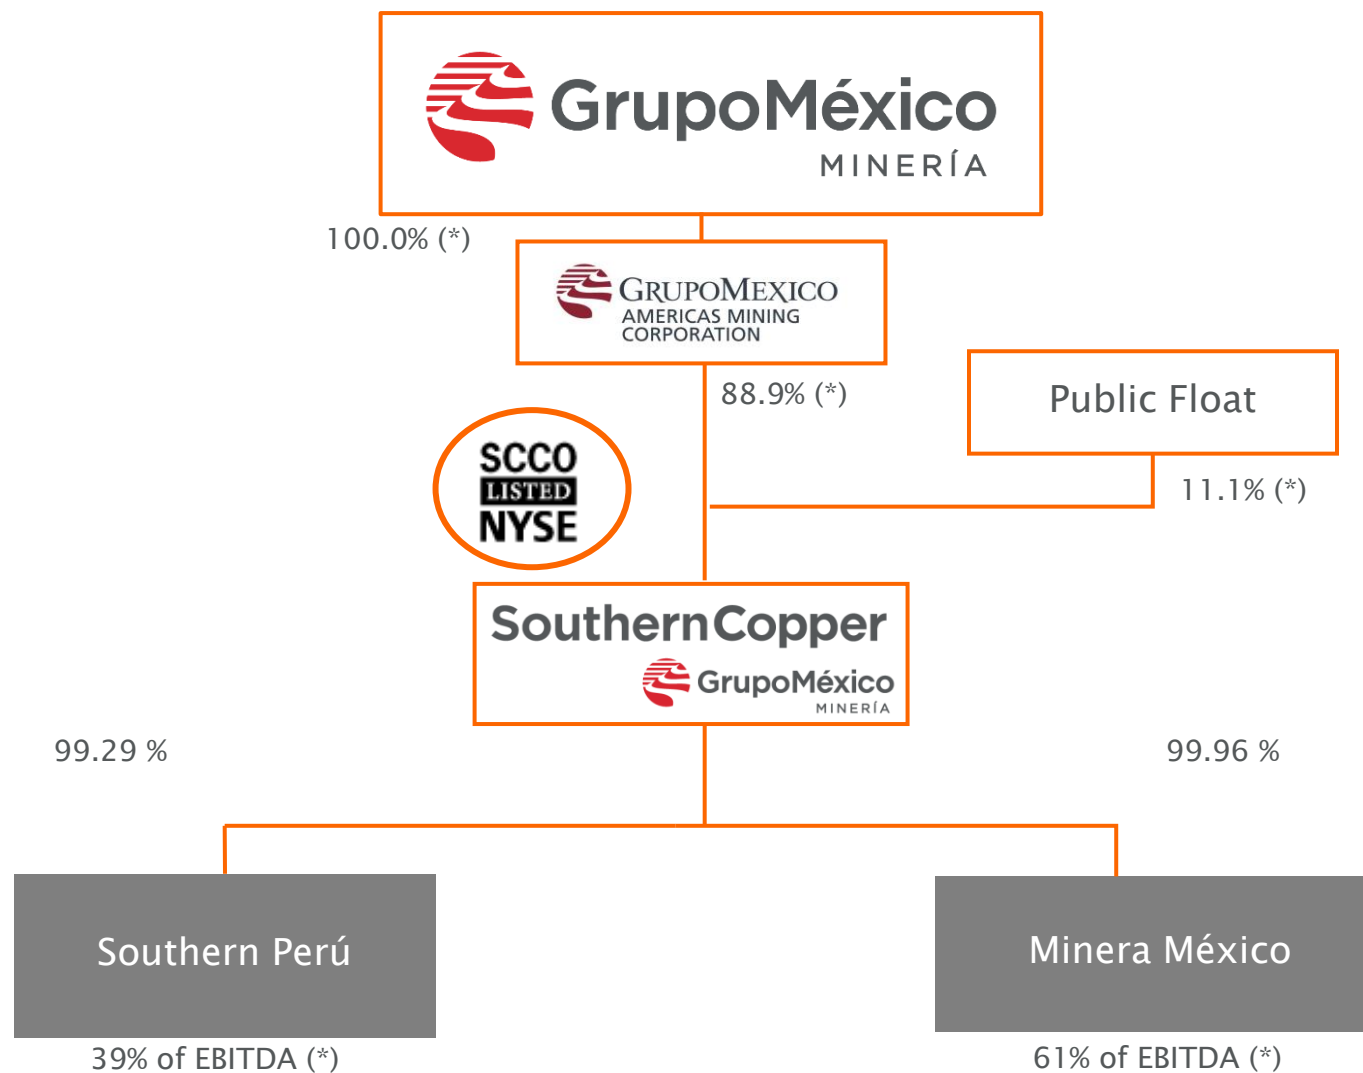 GrupoMéxico
MINERÍA
100.0% (*)
GRUPOMEXICO
AMERICAS MINING
CORPORATION
88.9% (*)
Public Float
11.1% (*)
SCCO
LISTED
NYSE
SouthernCopper
GrupoMéxico
MINERÍA
99.29 %
99.96 %
Southern Perú
Minera México
39% of EBITDA (*)
61% of EBITDA (*)